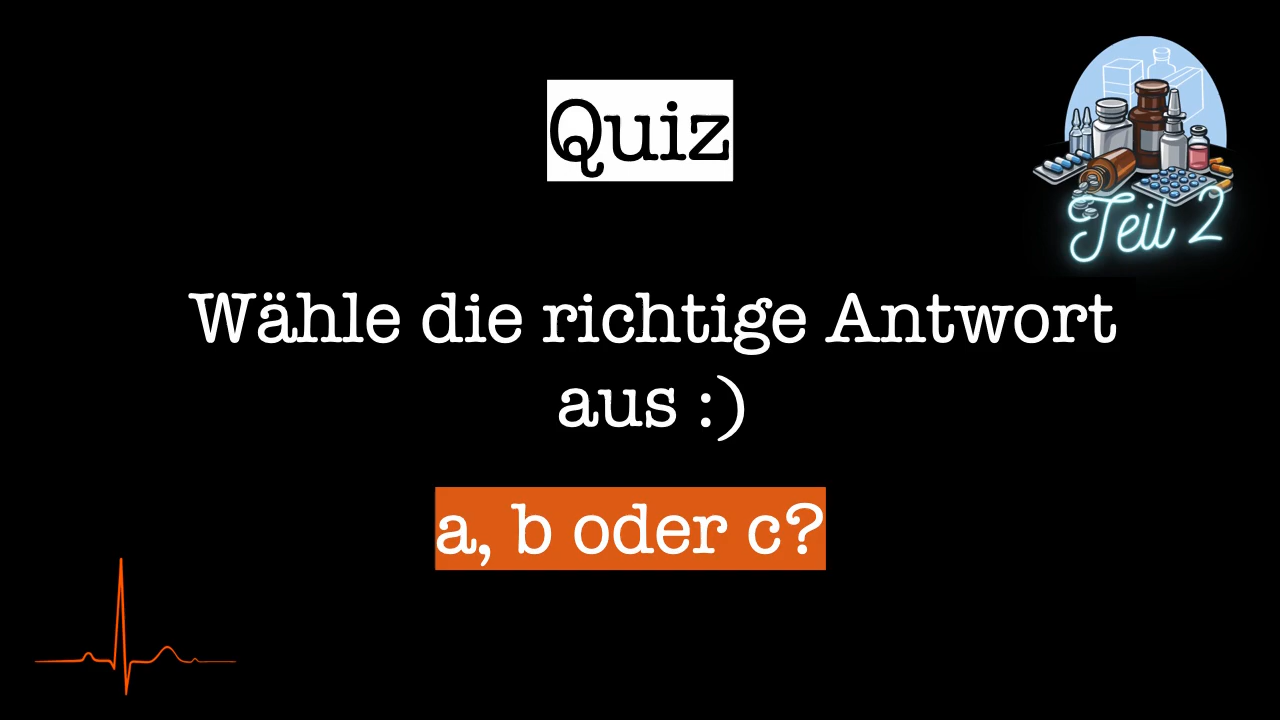 Quiz
Teil 2
Wähle die richtige Antwort
aus :)
a, b oder c?